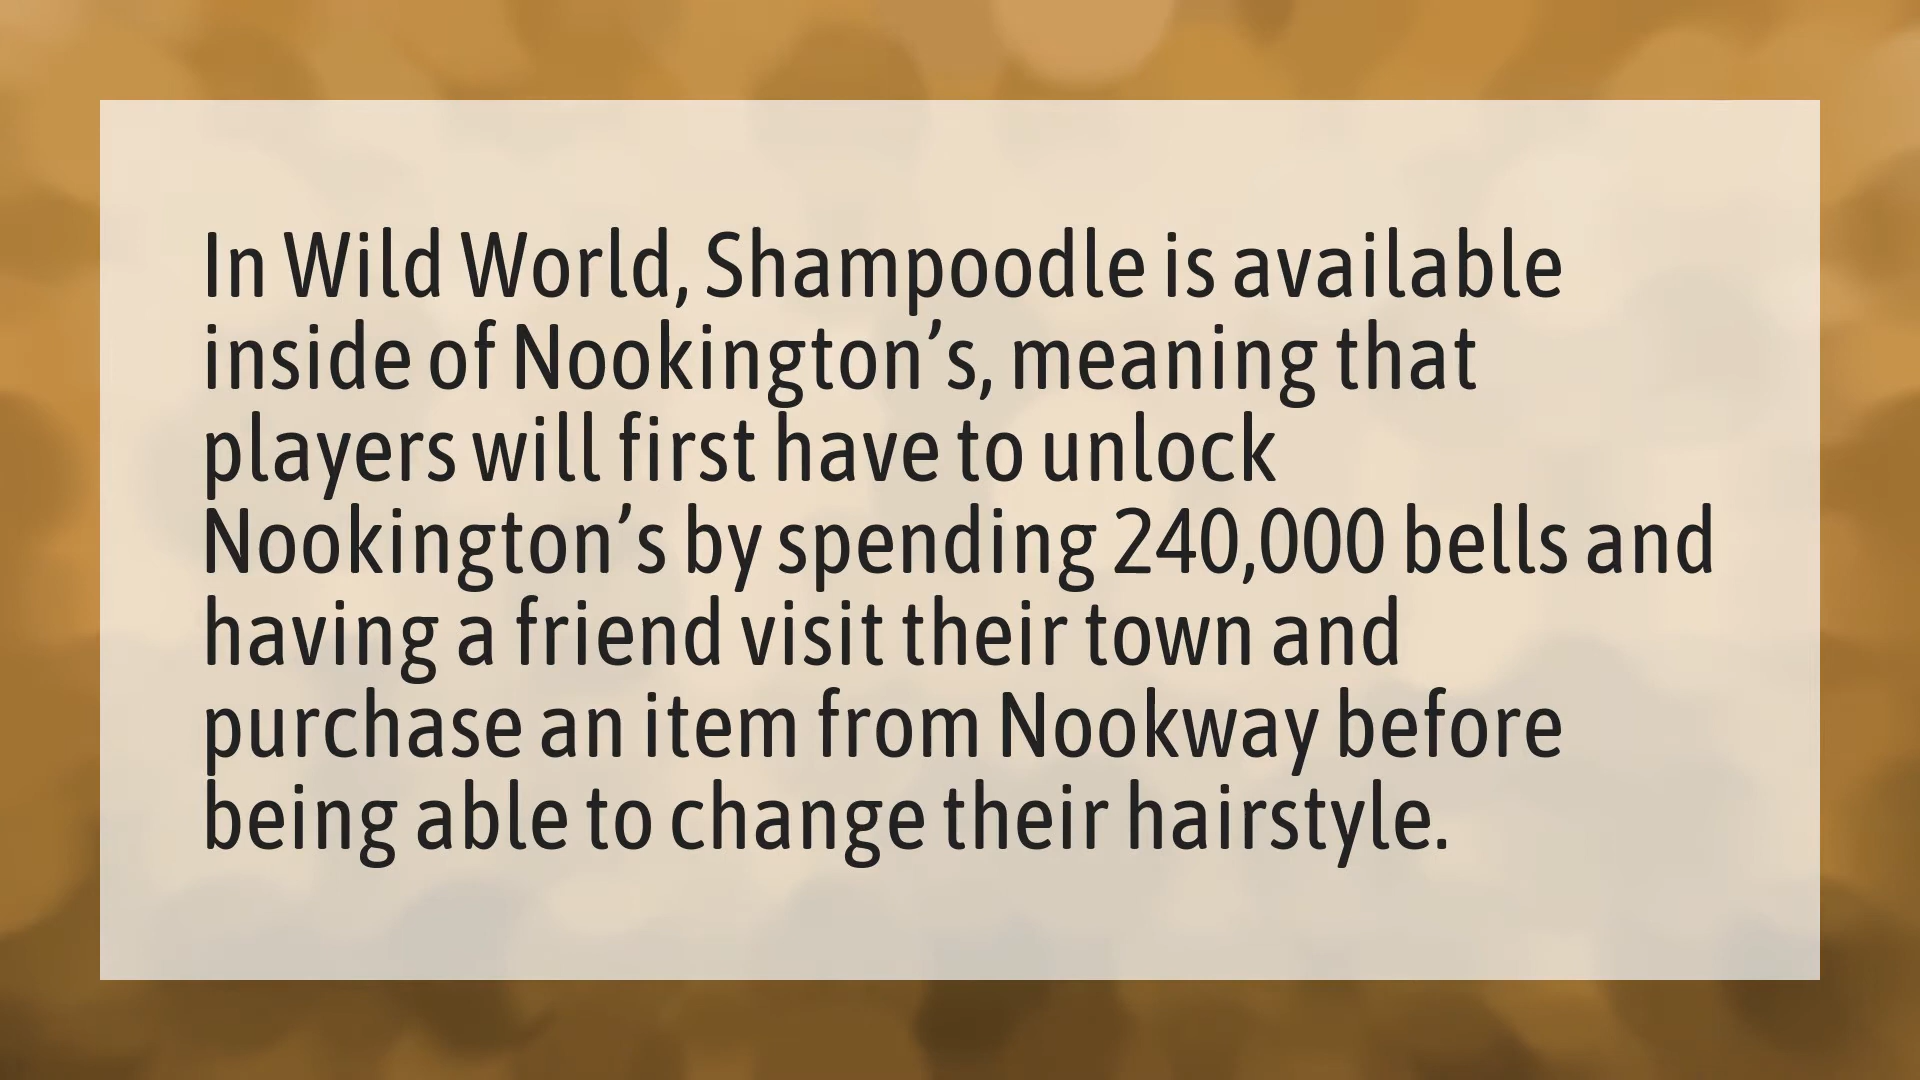 In Wild World, Shampoodle is available
inside of Nookington’s, meaning that
players will first have to unlock
Nookington’s by spending 240,000 bells and
having a friend visit their town and
purchase an item from Nookway before
being able to change their hairstyle.